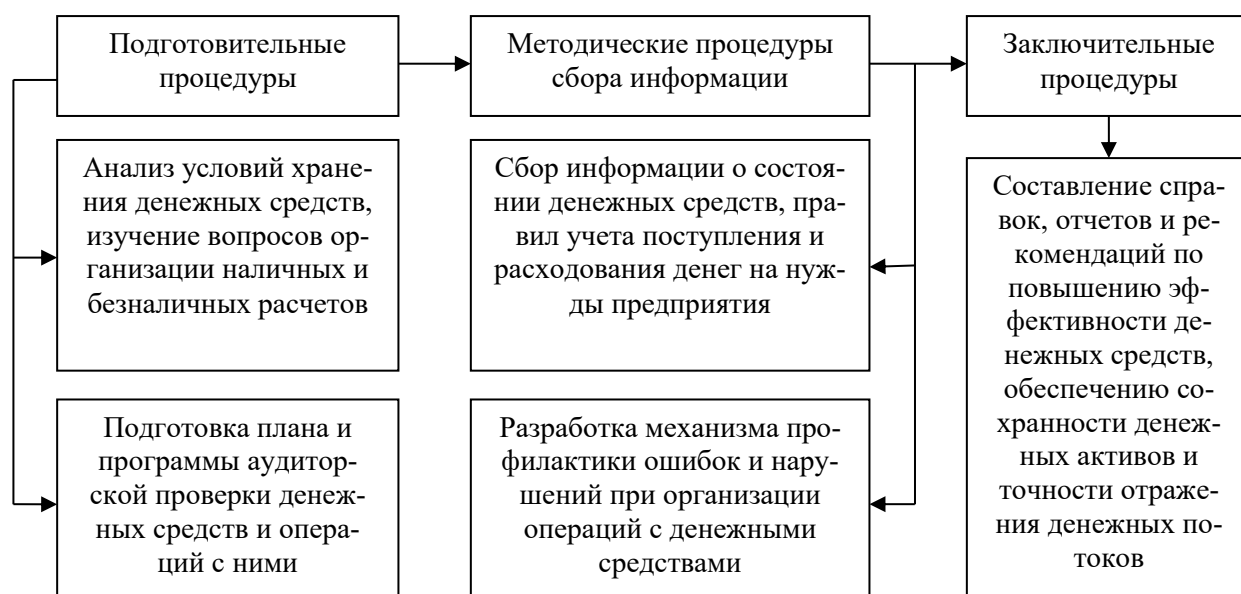 Подготовительные
процедуры
Методические процедуры
сбора информации
Заключительные
процедуры
Анализ условий хране-
ния денежных средств,
изучение вопросов ор-
ганизации наличных и
безналичных расчетов
Сбор информации о состоя-
нии денежных средств, пра-
вил учета поступления и
расходования денег на нуж-
ды предприятия
Составление спра-
вок, отчетов и ре-
комендаций по
повышению эф-
фективности де-
нежных средств,
обеспечению со-
хранности денеж-
ных активов и
точности отраже-
ния денежных по-
токов
Подготовка плана и
программы аудитор-
ской проверки денеж-
ных средств и опера-
ций с ними
Разработка механизма про-
филактики ошибок и нару-
шений при организации
операций с денежными
средствами